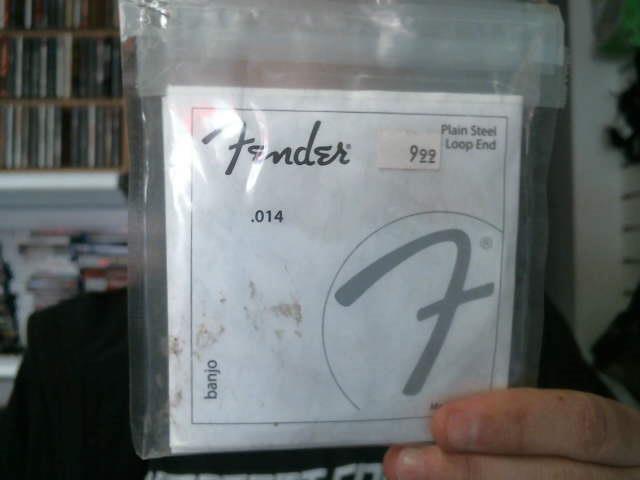 Fender®
9.22
Plain Steel
Loop End
.014
F®
banjo